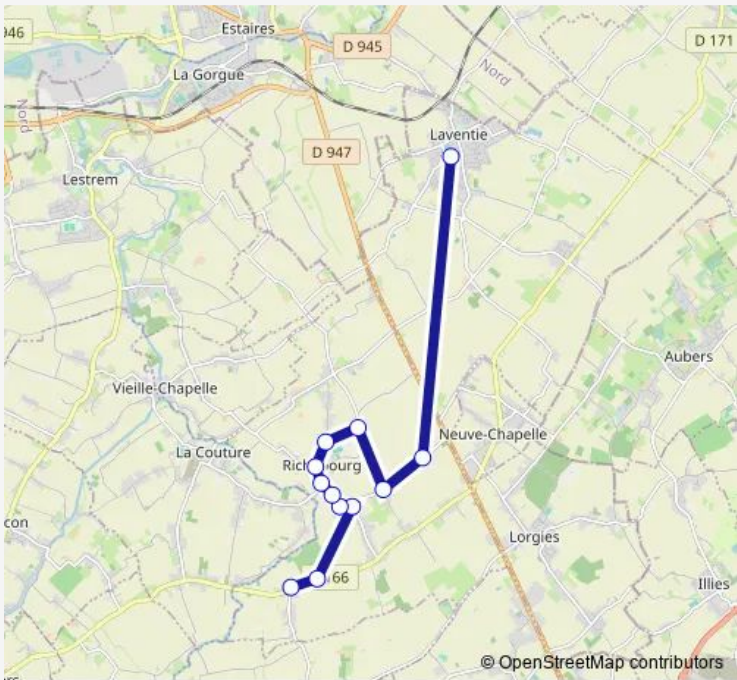 946
Estaires
D 945
D 171
Nord
La Gorgue
Nord
Laventie
D 947
Lestrem
Aubers
Vieille-Chapelle
Neuve-Chapelle
La Couture
Richebourg
con
Lorgies
66
Illies
© OpenStreetMap contributors